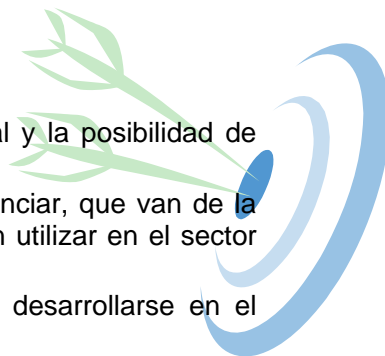 al y la posibilidad de
nciar, que van de la
n utilizar en el sector
desarrollarse en el